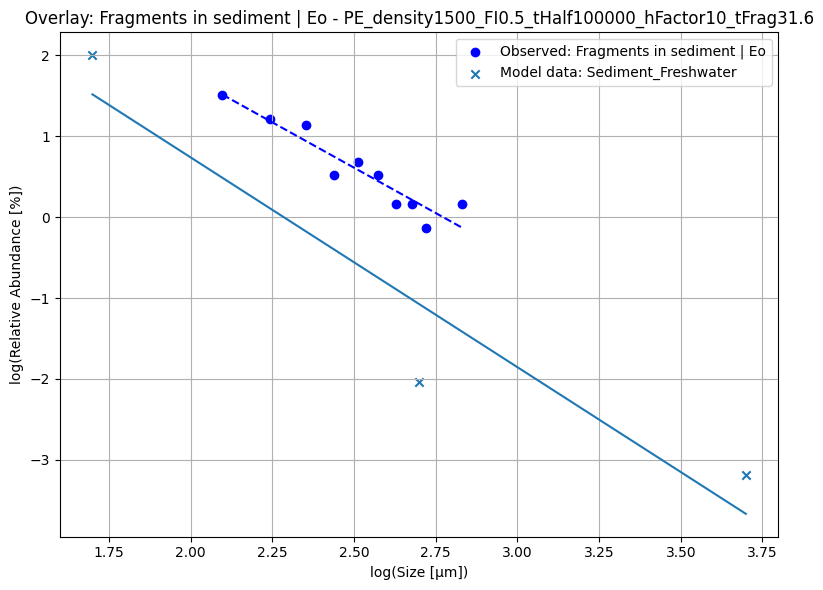 Overlay: Fragments in sediment | Eo - PE_density1500_FI0.5_tHalf100000_hFactor10_tFrag31.6
Observed: Fragments in sediment | Eo
Model data: Sediment_Freshwater
log(Relative Abundance [%])
2
1
0
−1
−2
−3
1.75 2.00 2.25 2.50 2.75 3.00 3.25 3.50 3.75
log(Size [μm])